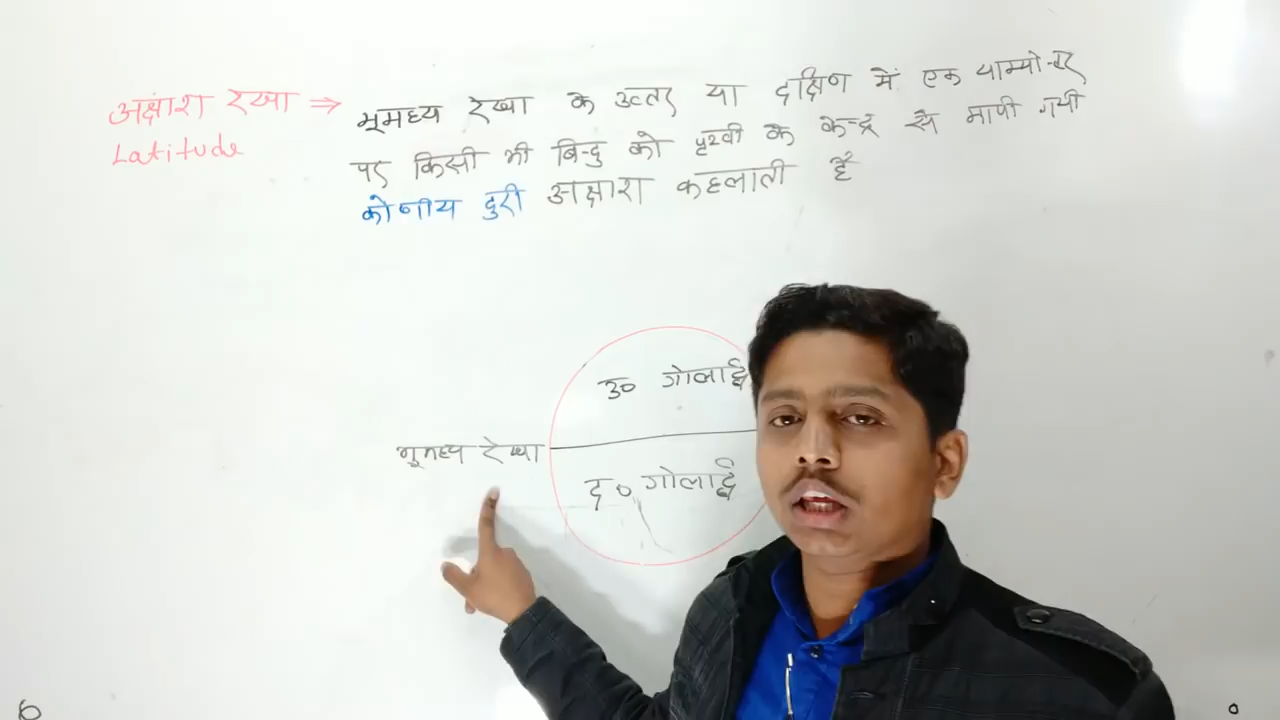 अक्षांश रेखा ⇒ भूमध्य रेखा के उत्तर या दक्षिण में एक याम्योत्तर
Latitude पर किसी भी बिन्दु को पृथ्वी के केन्द्र से मापी गयी
कोणीय दुरी अक्षांश कहलाती है
उ० गोलार्द्ध
भूमध्य रेखा
द० गोलार्द्ध